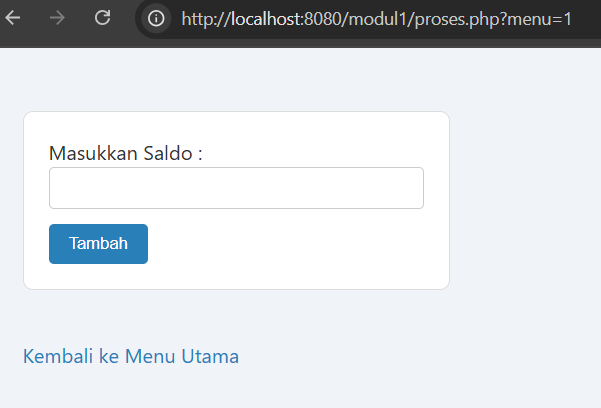 http://localhost:8080/modul1/proses.php?menu=1
Masukkan Saldo :
Tambah
Kembali ke Menu Utama